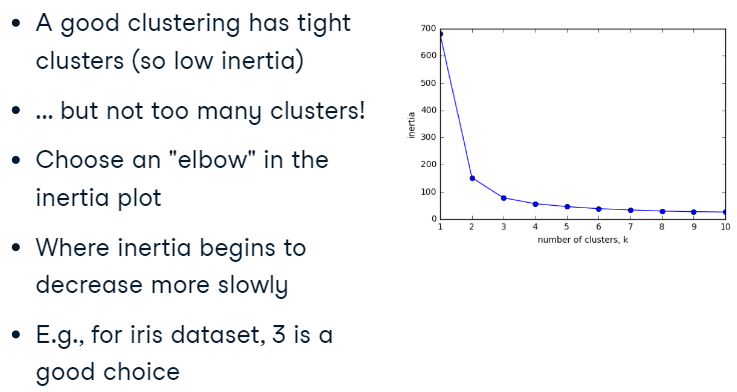 • A good clustering has tight
clusters (so low inertia)
• ... but not too many clusters!
• Choose an "elbow" in the
inertia plot
• Where inertia begins to
decrease more slowly
• E.g., for iris dataset, 3 is a
good choice
700
600
500
400
300
200
100
0
inertia
1 2 3 4 5 6 7 8 9 10
number of clusters, k